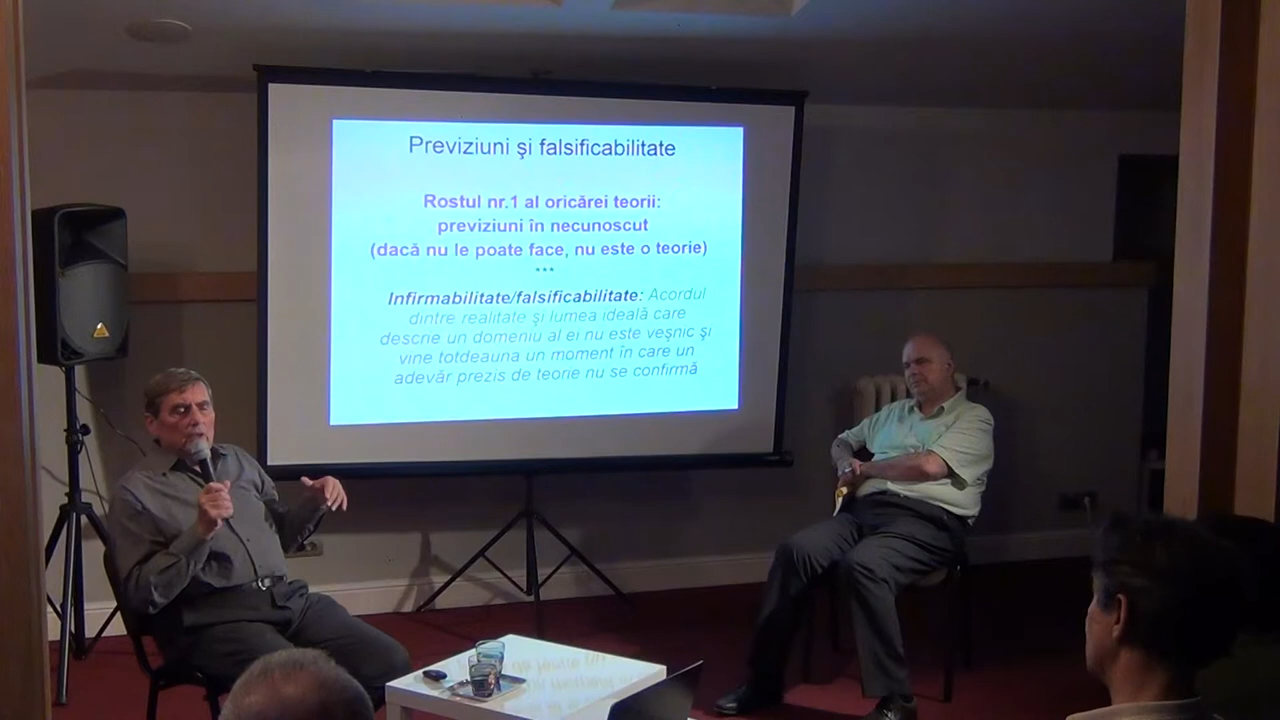 Previziuni şi falsificabilitate
Rostul nr.1 al oricărei teorii:
previziuni în necunoscut
(dacă nu le poate face, nu este o teorie)
***
Infirmabilitate/falsificabilitate: Acordul
dintre realitate şi lumea ideală care
descrie un domeniu al ei nu este veşnic şi
vine totdeauna un moment în care un
adevăr prezis de teorie nu se confirmă